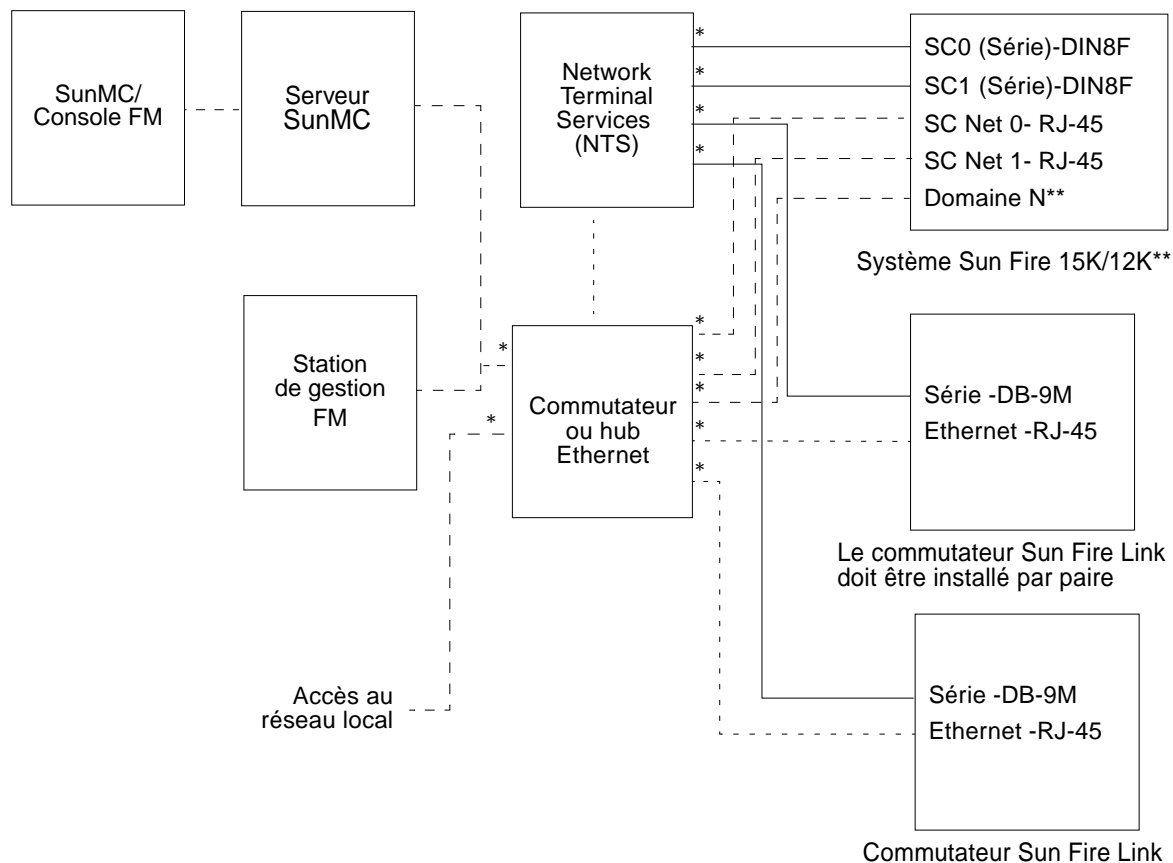 SunMC/
Console FM
Serveur
SunMC
Network
Terminal
Services
(NTS)
*
*
*
*
SC0 (Série)-DIN8F
SC1 (Série)-DIN8F
SC Net 0- RJ-45
SC Net 1- RJ-45
Domaine N**
Système Sun Fire 15K/12K**
Station
de gestion
FM
*
*
Commutateur
ou hub
Ethernet
*
*
*
*
*
Série -DB-9M
Ethernet -RJ-45
Le commutateur Sun Fire Link
doit être installé par paire
Accès au
réseau local
Série -DB-9M
Ethernet -RJ-45
Commutateur Sun Fire Link